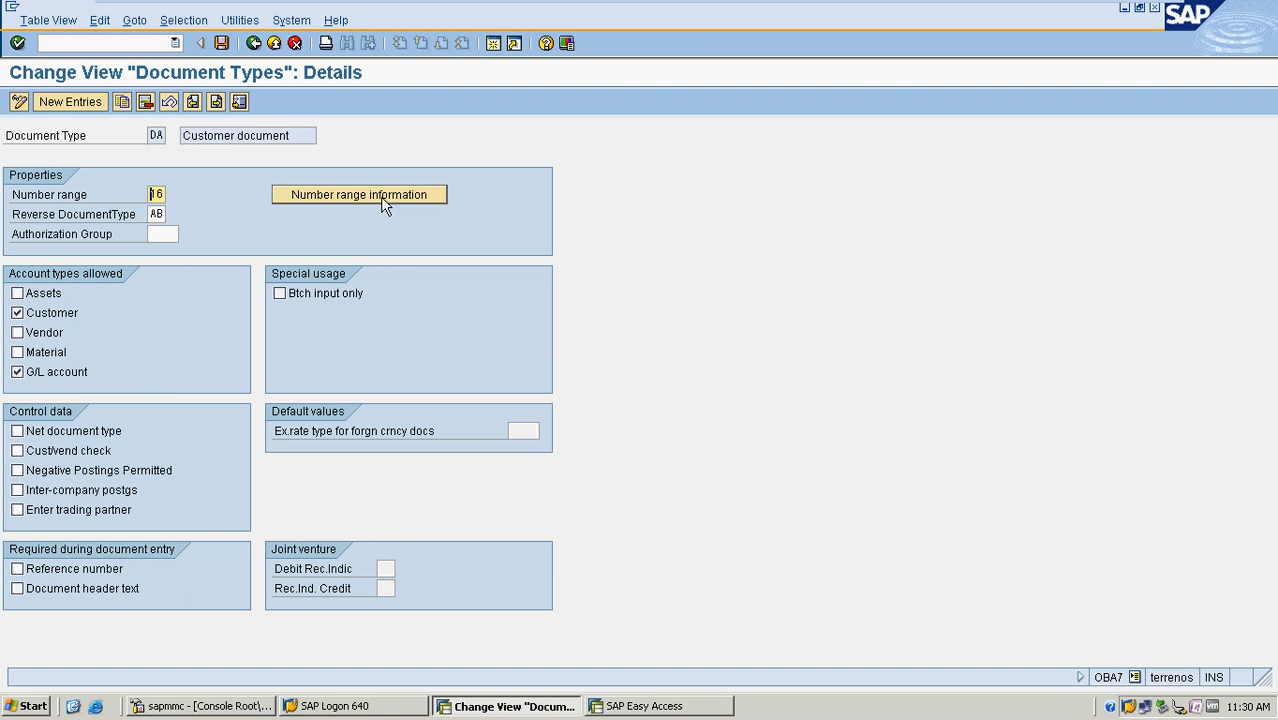 Table View Edit Goto Selection Utilities System Help
SAP
Change View "Document Types": Details
New Entries
Document Type DA Customer document
Properties
Number range 16 Number range information
Reverse DocumentType AB
Authorization Group
Account types allowed Special usage
Assets Btch input only
Customer
Vendor
Material
G/L account
Control data Default values
Net document type Ex.rate type for forgn crncy docs
Cust/vend check
Negative Postings Permitted
Inter-company postgs
Enter trading partner
Required during document entry Joint venture
Reference number Debit Rec.Indic
Document header text Rec.Ind. Credit
OBA7 terrenos INS
Start sapmmc - [Console Root\... SAP Logon 640 Change View "Docum... SAP Easy Access 11:30 AM